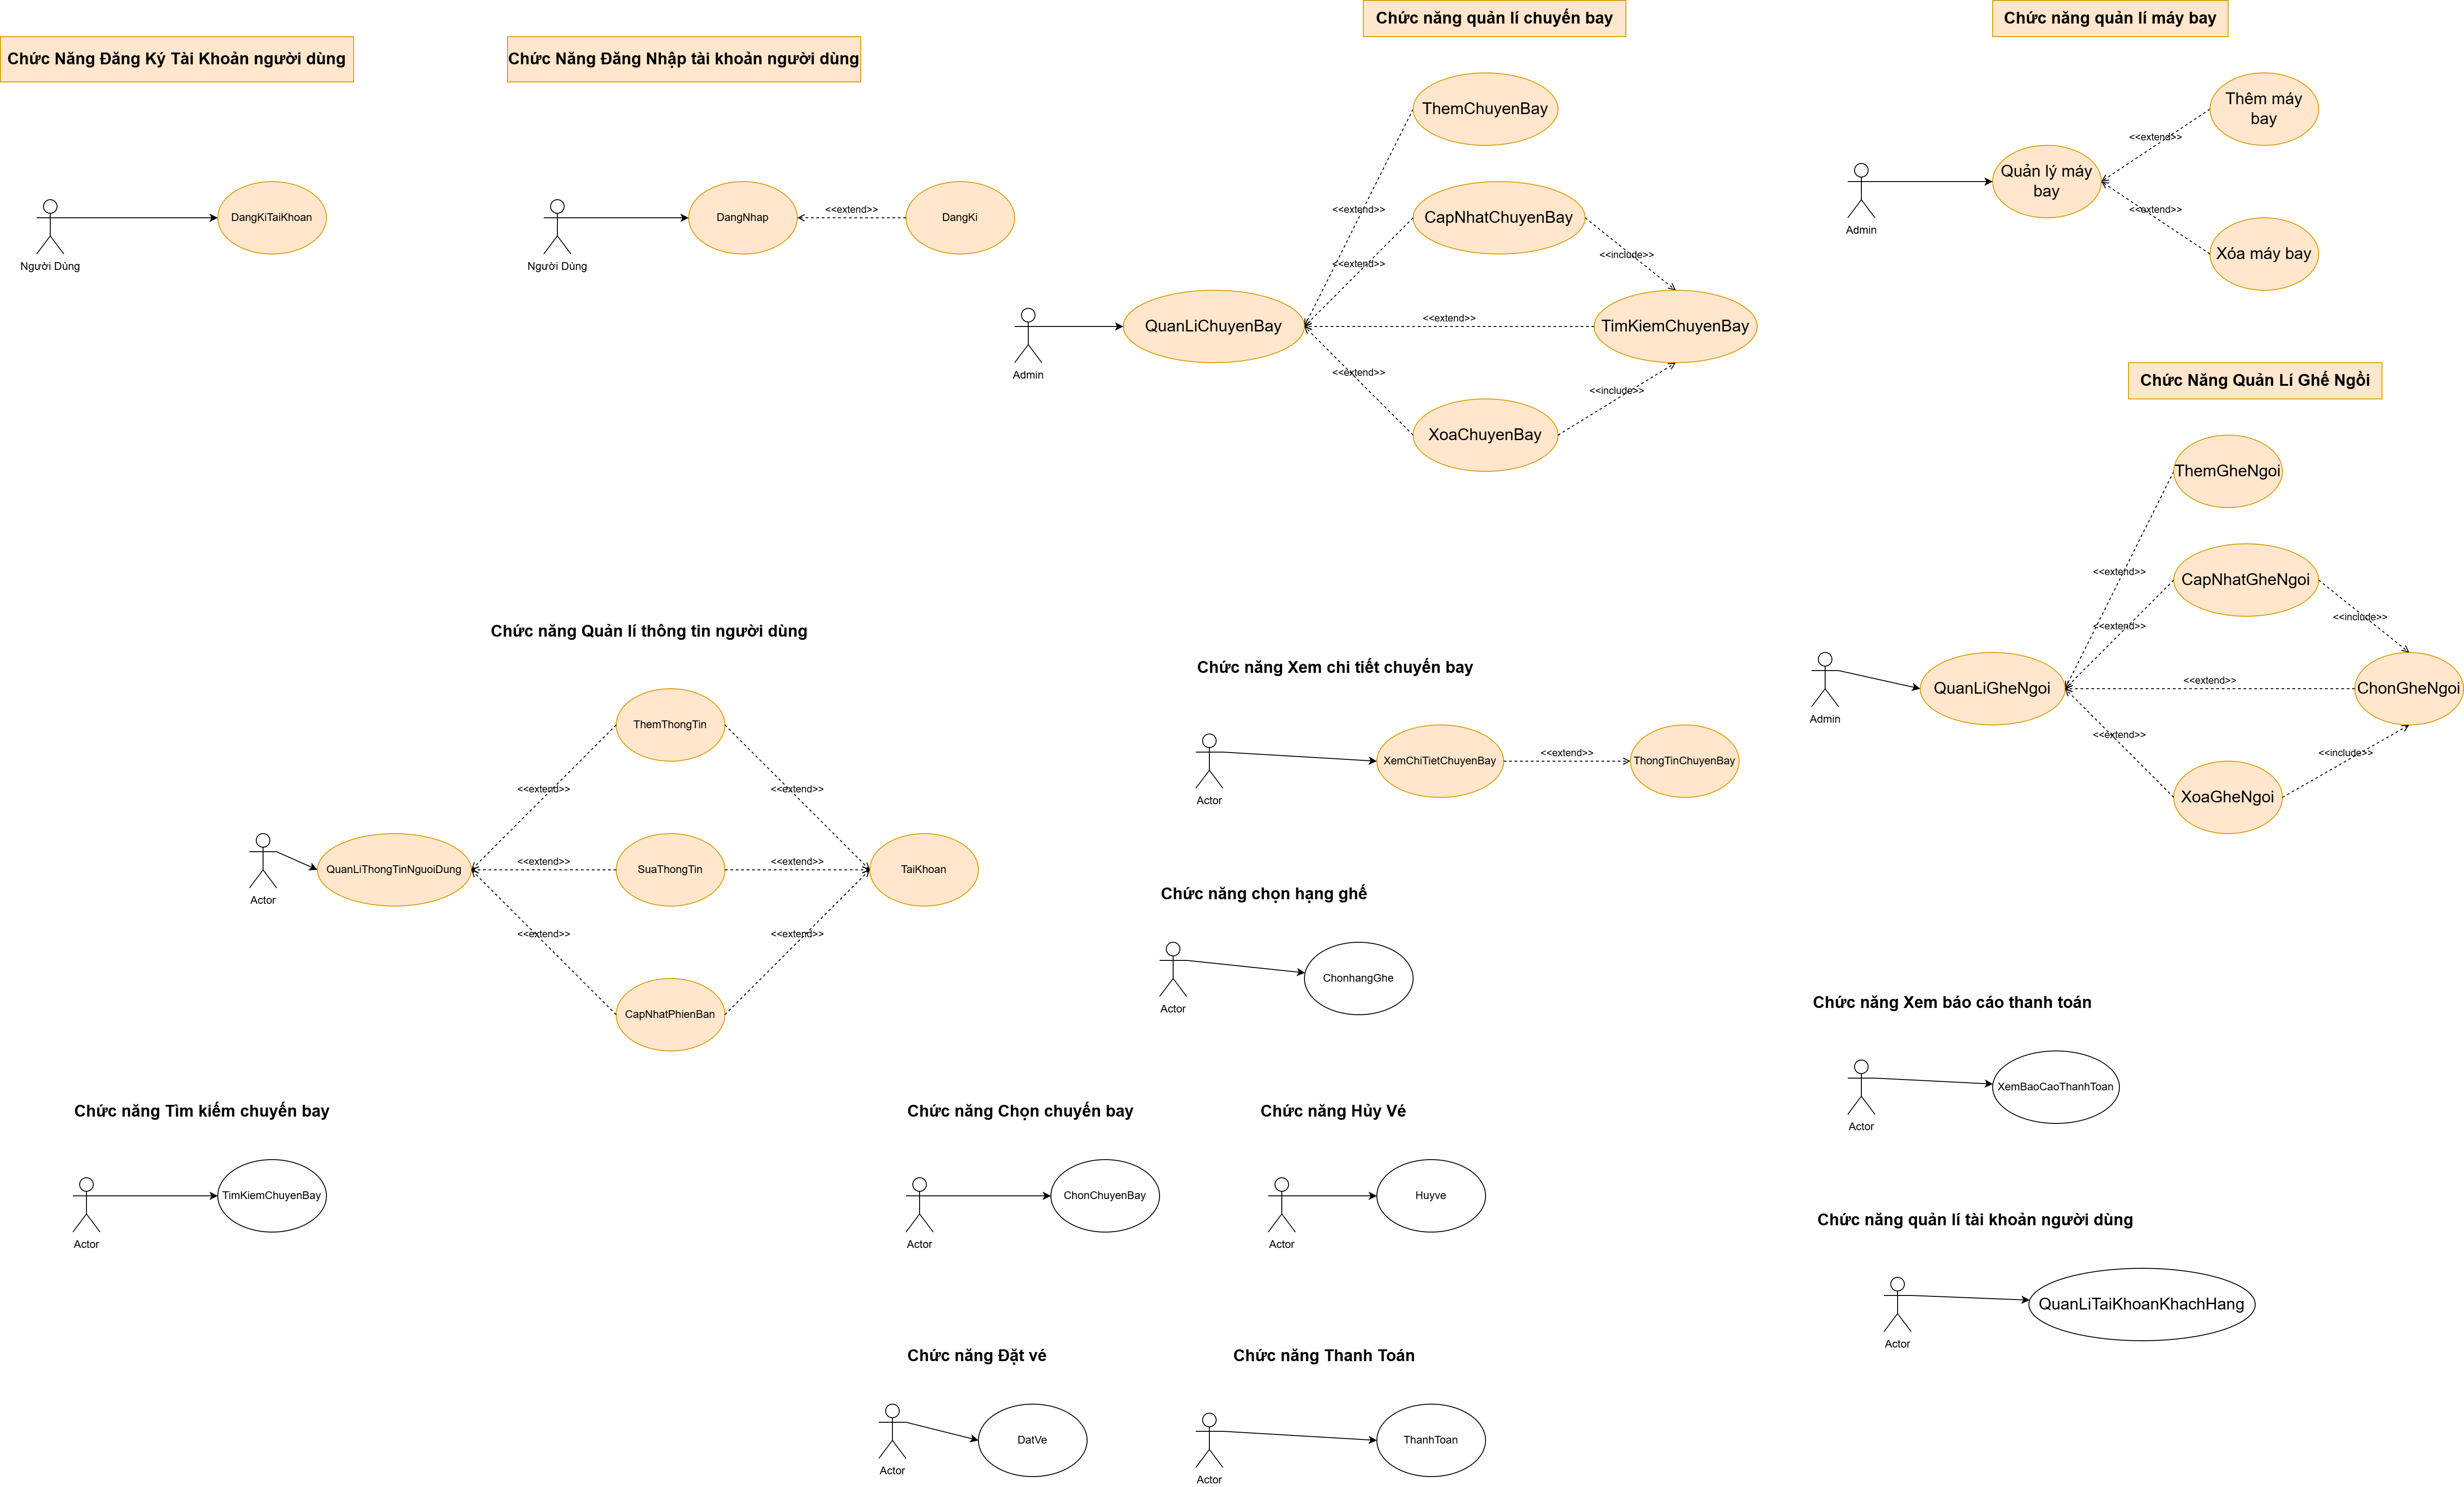 Chức Năng Đăng Ký Tài Khoản người dùng
Người Dùng
DangKiTaiKhoan
Chức Năng Đăng Nhập tài khoản người dùng
Người Dủng
DangNhap
<<extend>>
DangKi
Chức năng quản lí chuyến bay
Admin
QuanLiChuyenBay
ThemChuyenBay
<<extend>>
CapNhatChuyenBay
<<extend>>
<<include>>
<<extend>>
TimKiemChuyenBay
<<extend>>
<<include>>
XoaChuyenBay
Chức năng quản lí máy bay
Admin
Quản lý máy
bay
Thêm máy
bay
<<extend>>
<<extend>>
Xóa máy bay
Chức Năng Quản Lí Ghế Ngồi
Admin
QuanLiGheNgoi
ThemGheNgoi
<<extend>>
CapNhatGheNgoi
<<extend>>
<<include>>
<<extend>>
ChonGheNgoi
<<extend>>
<<include>>
XoaGheNgoi
Chức năng Quản lí thông tin người dùng
Actor
QuanLiThongTinNguoiDung
ThemThongTin
<<extend>>
<<extend>>
<<extend>>
SuaThongTin
<<extend>>
TaiKhoan
<<extend>>
<<extend>>
CapNhatPhienBan
Chức năng Xem chi tiết chuyến bay
Actor
XemChiTietChuyenBay
<<extend>>
ThongTinChuyenBay
Chức năng chọn hạng ghế
Actor
ChonhangGhe
Chức năng Xem báo cáo thanh toán
Actor
XemBaoCaoThanhToan
Chức năng Tìm kiếm chuyến bay
Actor
TimKiemChuyenBay
Chức năng Chọn chuyến bay
Actor
ChonChuyenBay
Chức năng Hủy Vé
Actor
Huyve
Chức năng quản lí tài khoản người dùng
Actor
QuanLiTaiKhoanKhachHang
Chức năng Đặt vé
Actor
DatVe
Chức năng Thanh Toán
Actor
ThanhToan